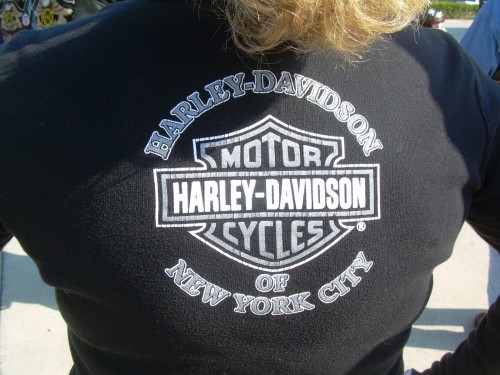 HARLEY-DAVIDSON
MOTOR
HARLEY-DAVIDSON
CYCLES ®
OF
NEW YORK CITY